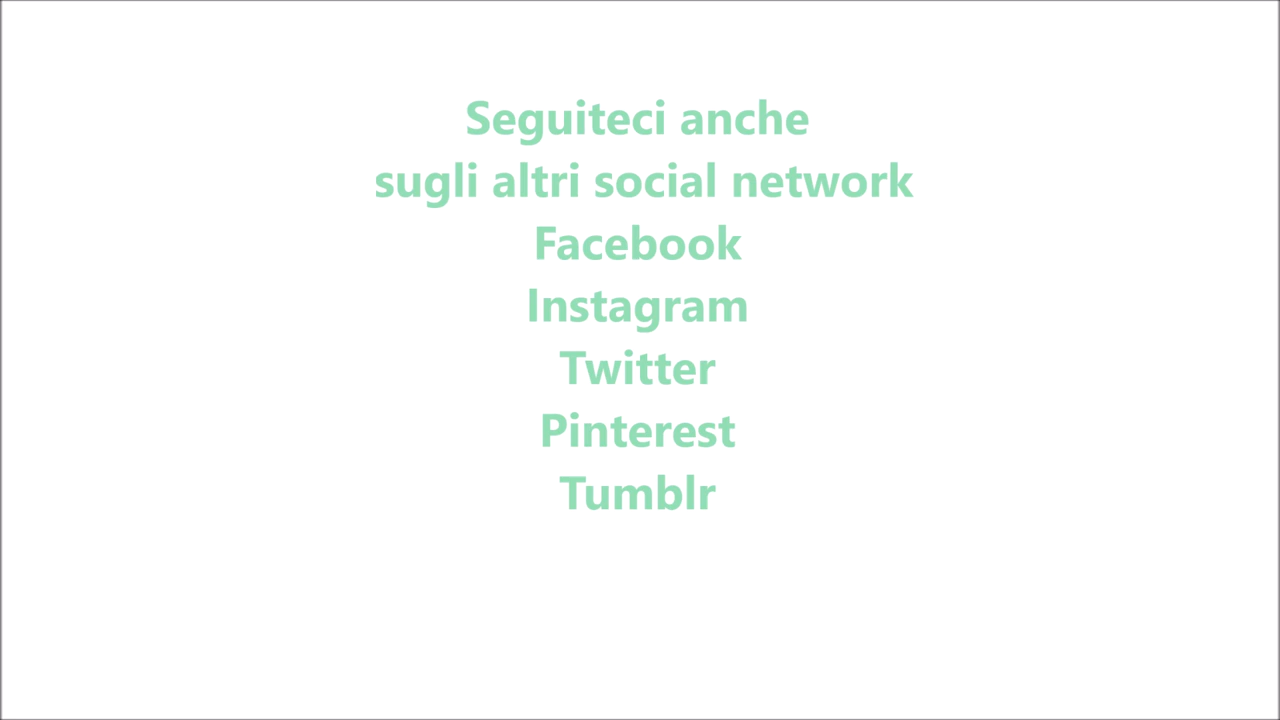 Seguiteci anche
sugli altri social network
Facebook
Instagram
Twitter
Pinterest
Tumblr